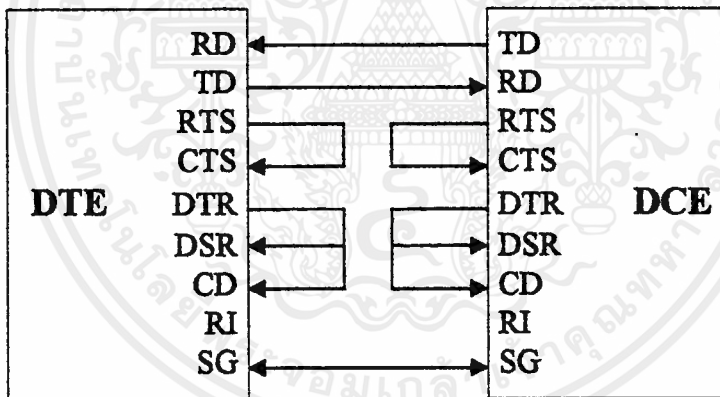 RD TD
TD RD
RTS RTS
CTS CTS
DTE DTR DTR DCE
DSR DSR
CD CD
RI RI
SG SG